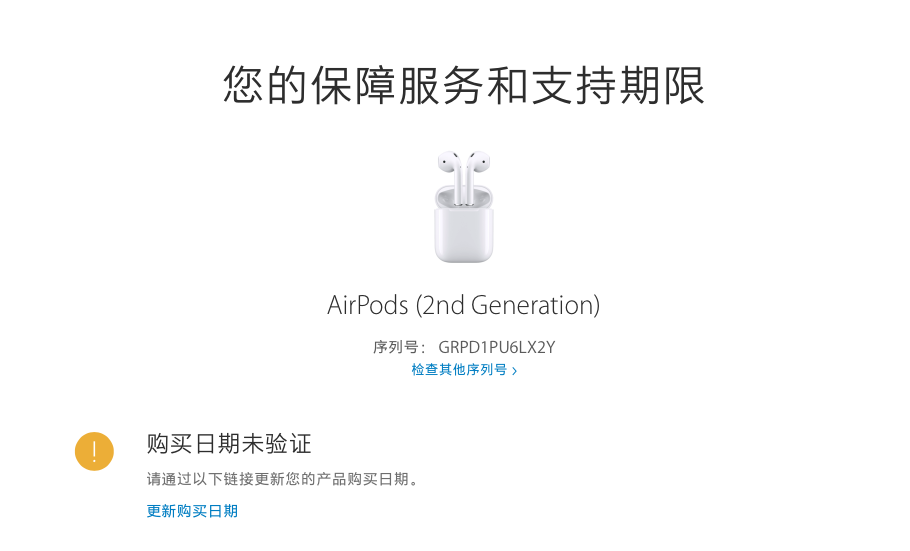 您的保障服务和支持期限
AirPods (2nd Generation)
序列号： GRPD1PU6LX2Y
检查其他序列号 ›
购买日期未验证
请通过以下链接更新您的产品购买日期。
更新购买日期